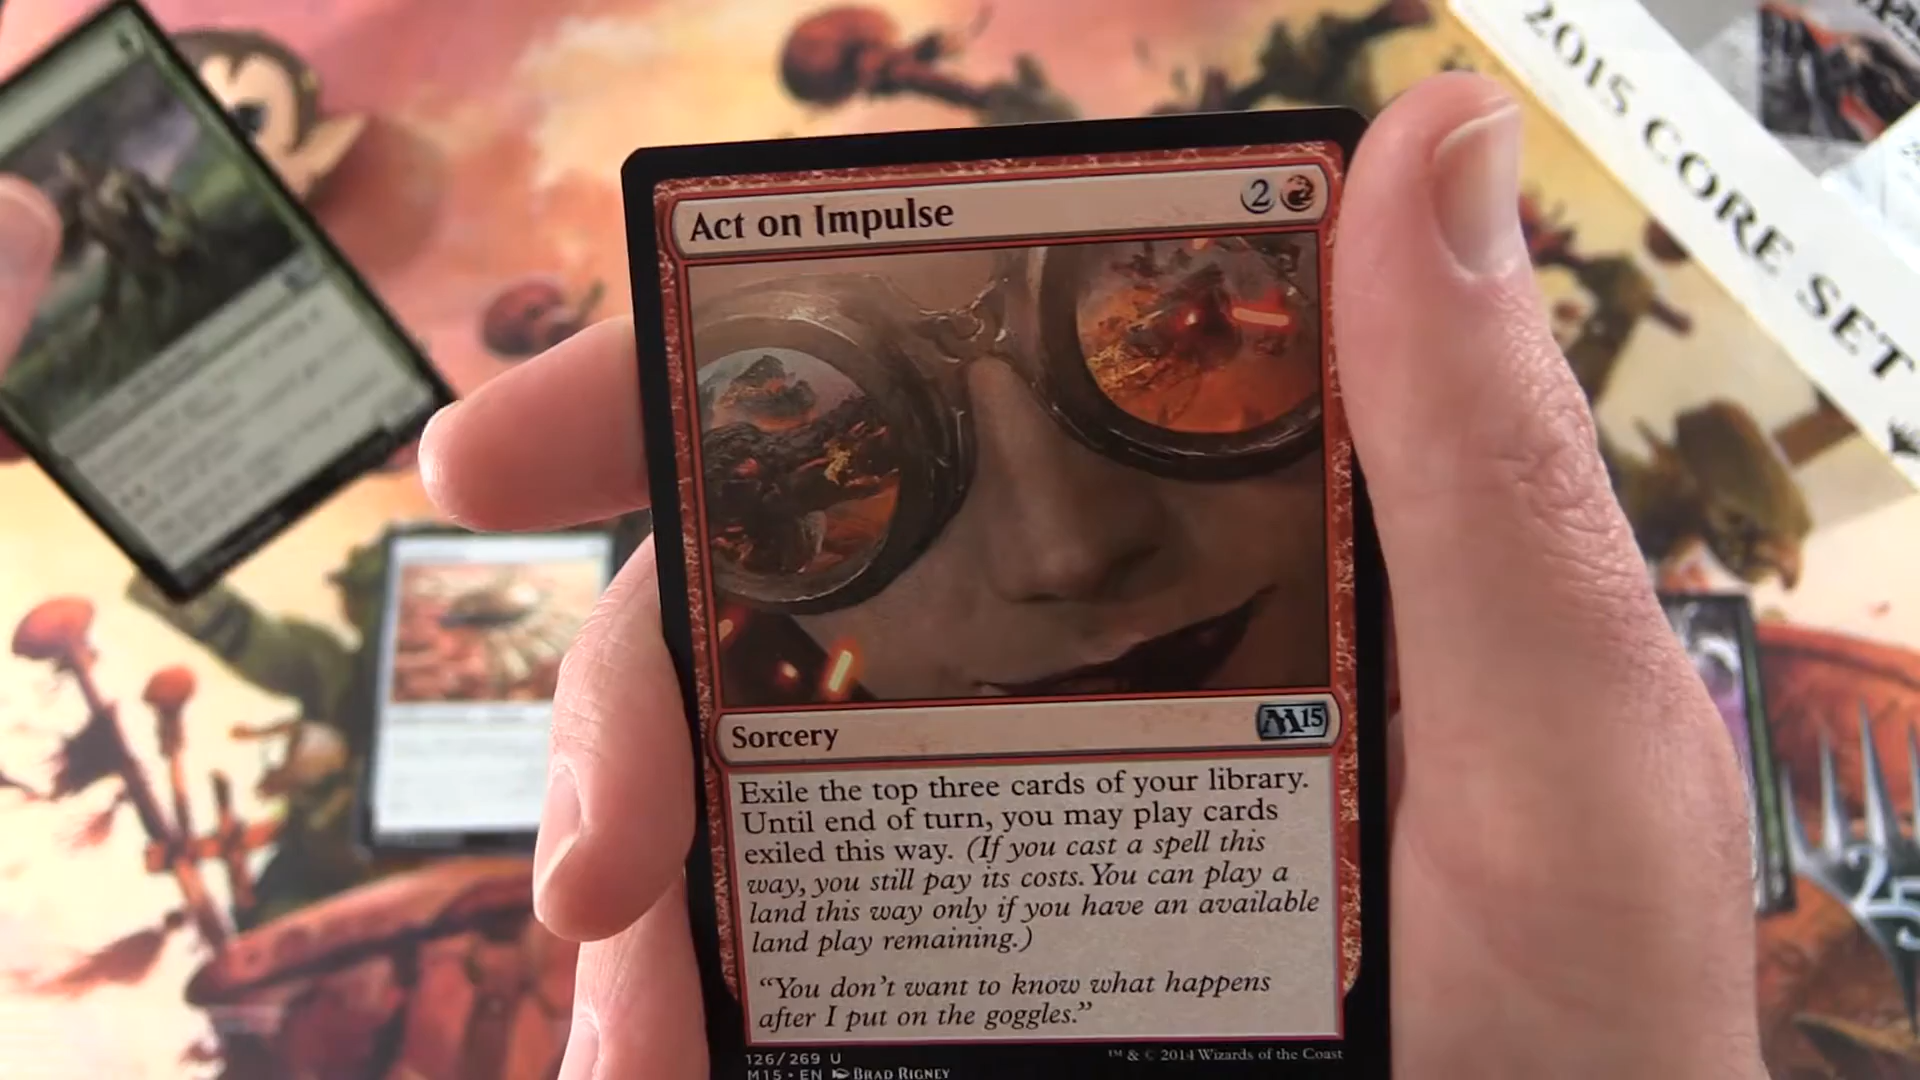 2015 CORE SET
Act on Impulse
2
Sorcery
M15
Exile the top three cards of your library.
Until end of turn, you may play cards
exiled this way. (If you cast a spell this
way, you still pay its costs. You can play a
land this way only if you have an available
land play remaining.)
“You don’t want to know what happens
after I put on the goggles.”
126/269 U
™ & © 2014 Wizards of the Coast
M15 • EN BRAD RIGNEY
25